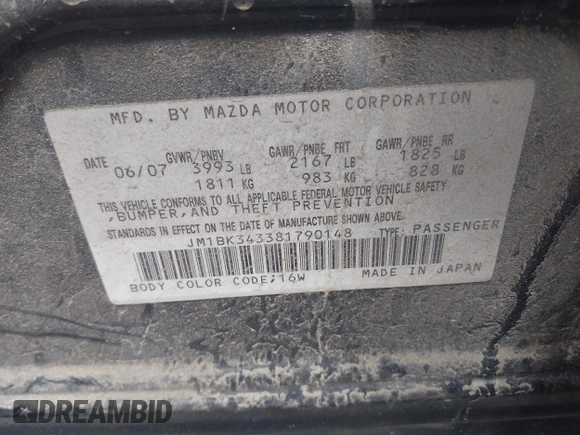 MFD. BY MAZDA MOTOR CORPORATION
DATE GVWR/PNBV GAWR/PNBE FRT GAWR/PNBE RR
06/07 3993 LB 2167 LB 1825 LB
1811 KG 983 KG 828 KG
THIS VEHICLE CONFORMS TO ALL APPLICABLE FEDERAL MOTOR VEHICLE SAFETY
,BUMPER,AND THEFT PREVENTION
STANDARDS IN EFFECT ON THE DATE OF MANUFACTURE SHOWN ABOVE.
JM1BK343381790148 TYPE: PASSENGER
BODY COLOR CODE;16W MADE IN JAPAN
DREAMBID